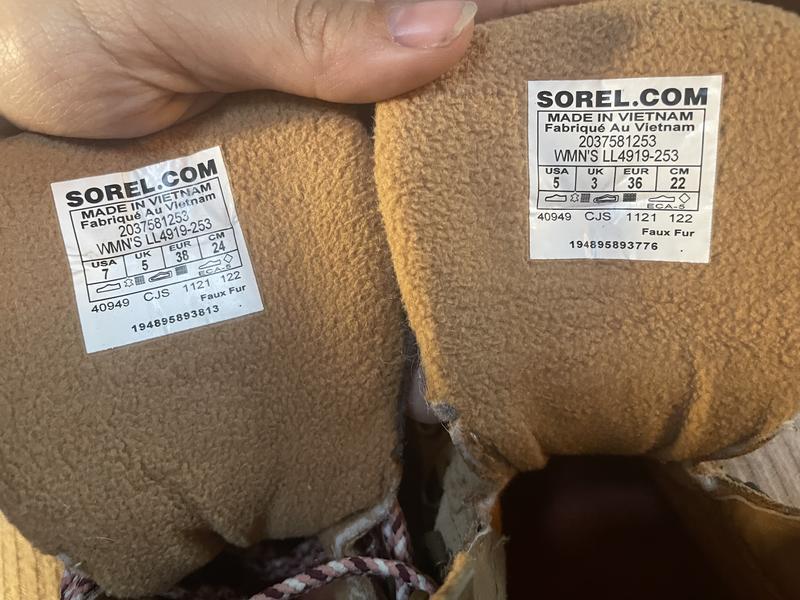 SOREL.COM
MADE IN VIETNAM
Fabriqué Au Vietnam
2037581253
WMN'S LL4919-253
USA UK EUR CM
7 5 38 24
ECA-5
40949 CJS 1121 122
Faux Fur
194895893813
SOREL.COM
MADE IN VIETNAM
Fabriqué Au Vietnam
2037581253
WMN'S LL4919-253
USA UK EUR CM
5 3 36 22
ECA-5
40949 CJS 1121 122
Faux Fur
194895893776